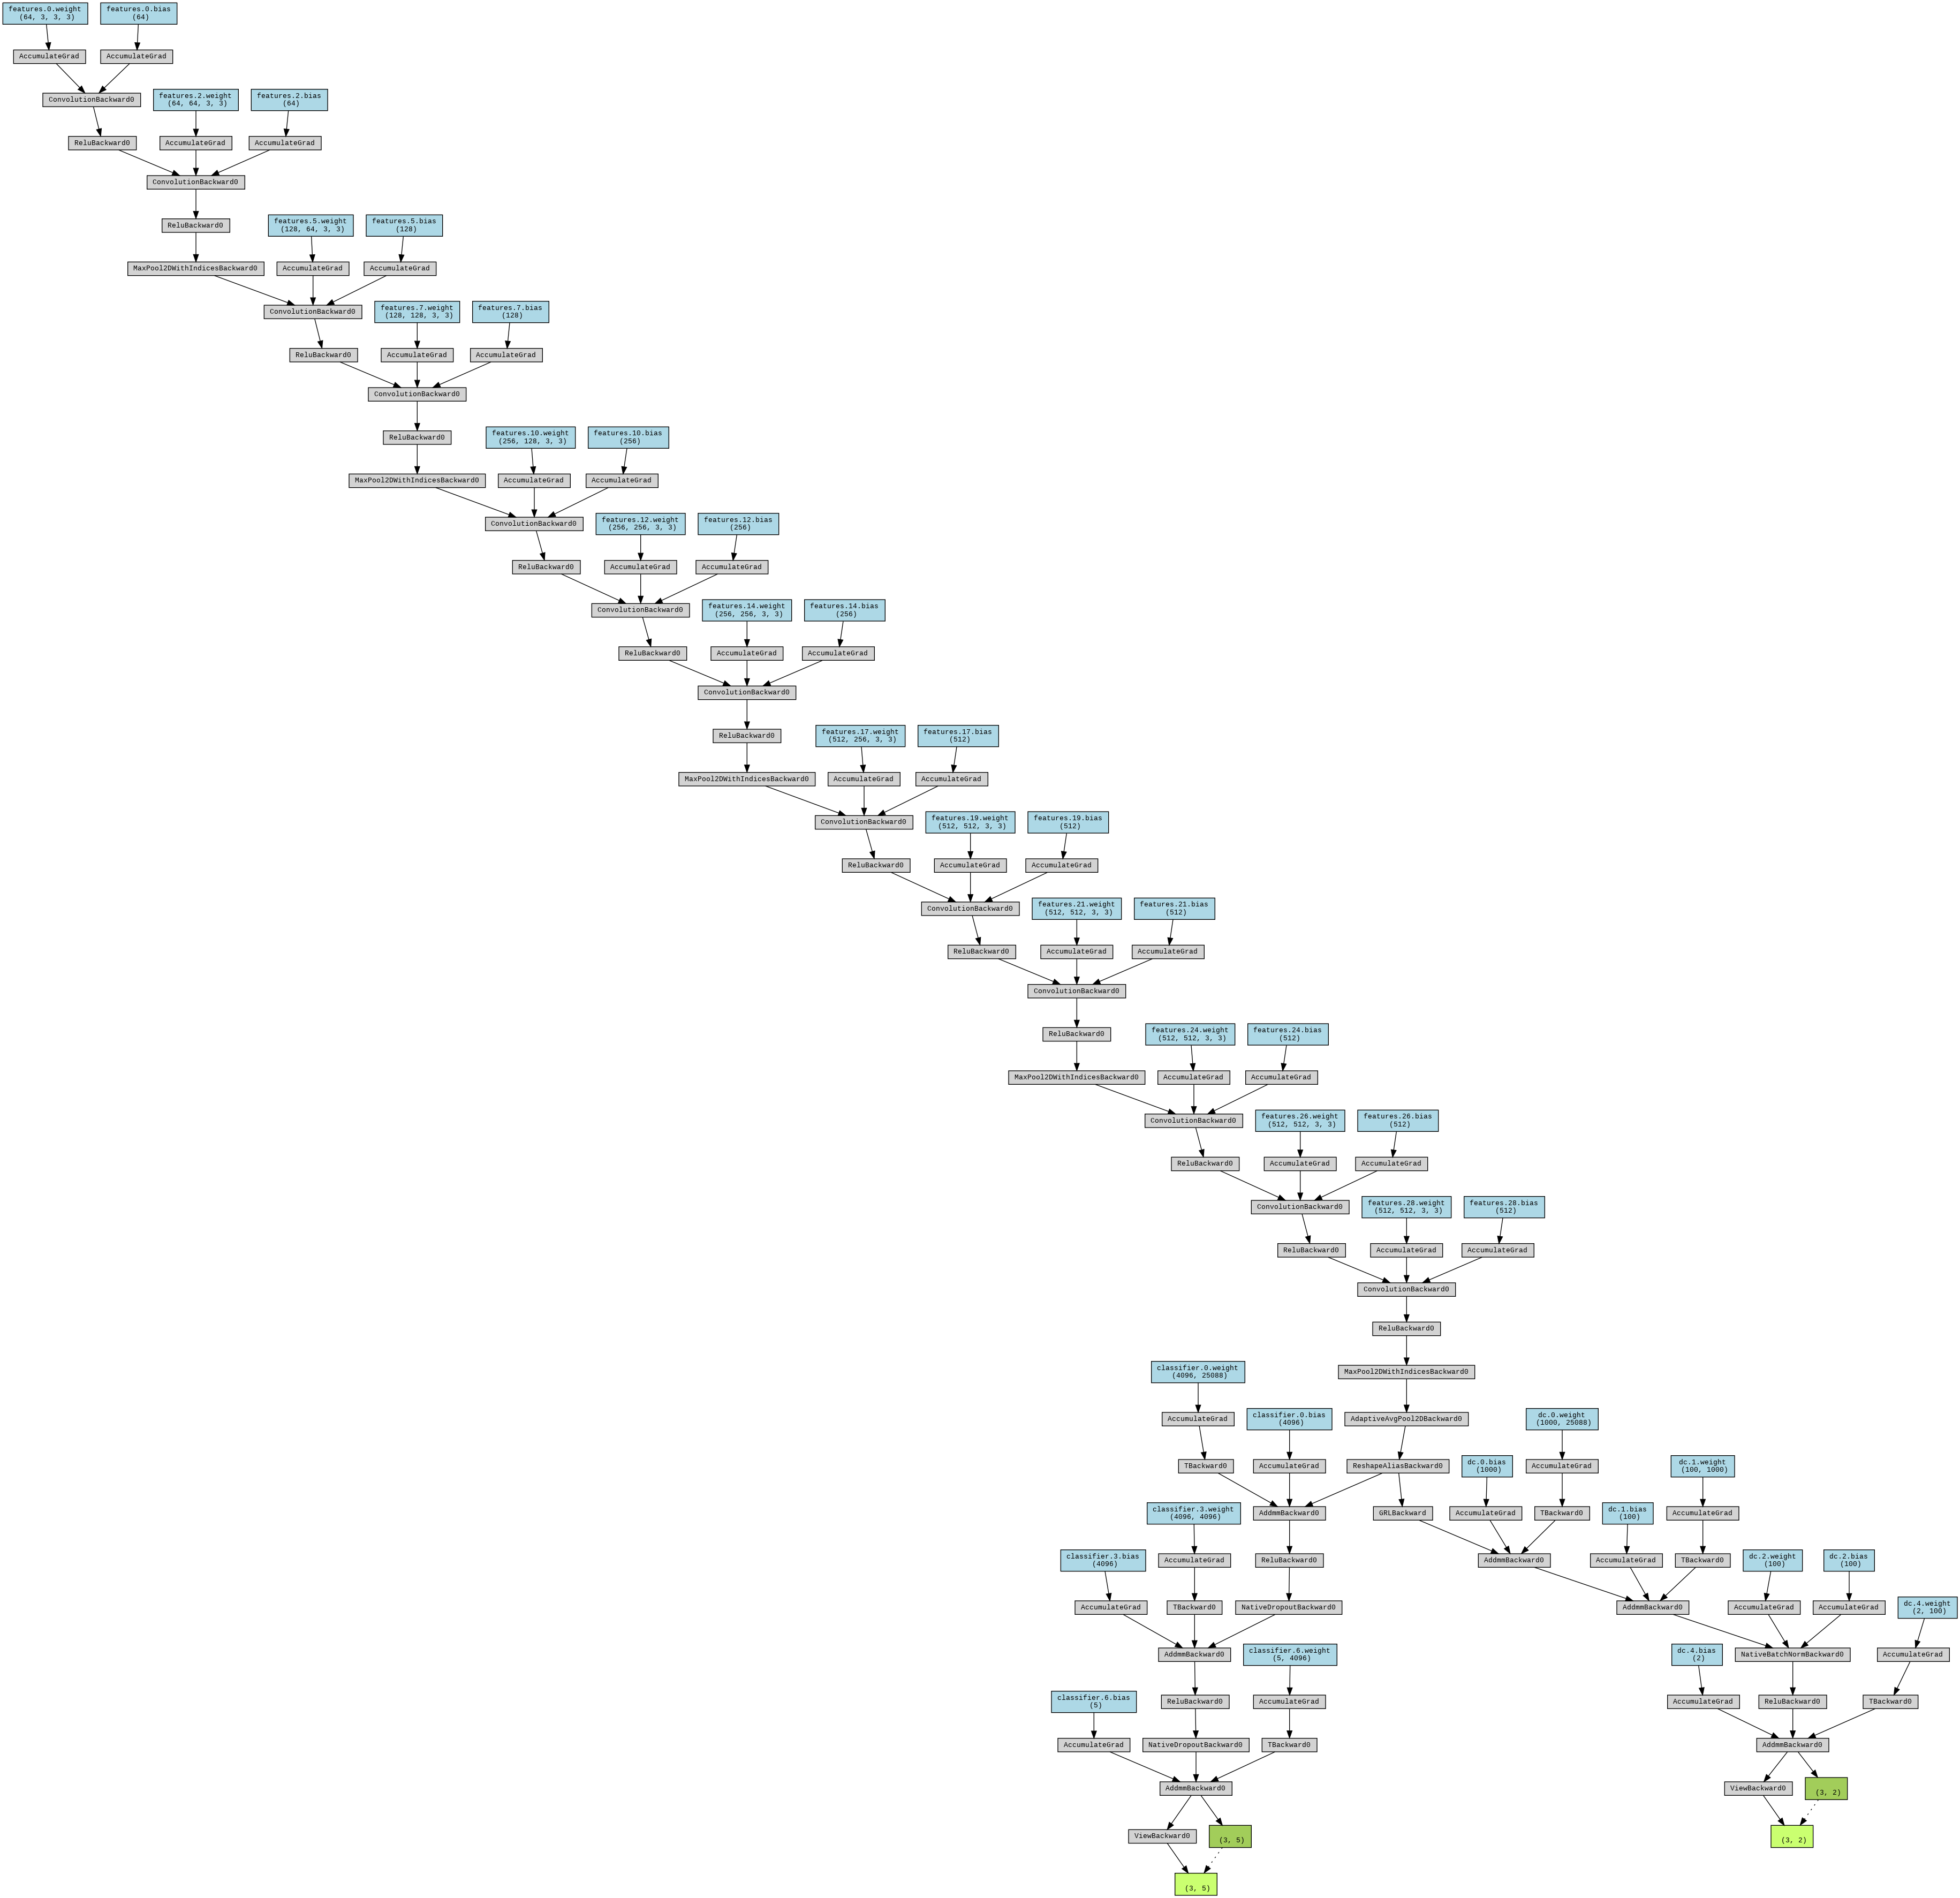 features.0.weight
(64, 3, 3, 3)
features.0.bias
(64)
AccumulateGrad
AccumulateGrad
ConvolutionBackward0
features.2.weight
(64, 64, 3, 3)
features.2.bias
(64)
ReluBackward0
AccumulateGrad
AccumulateGrad
ConvolutionBackward0
ReluBackward0
features.5.weight
(128, 64, 3, 3)
features.5.bias
(128)
MaxPool2DWithIndicesBackward0
AccumulateGrad
AccumulateGrad
ConvolutionBackward0
features.7.weight
(128, 128, 3, 3)
features.7.bias
(128)
ReluBackward0
AccumulateGrad
AccumulateGrad
ConvolutionBackward0
ReluBackward0
features.10.weight
(256, 128, 3, 3)
features.10.bias
(256)
MaxPool2DWithIndicesBackward0
AccumulateGrad
AccumulateGrad
ConvolutionBackward0
features.12.weight
(256, 256, 3, 3)
features.12.bias
(256)
ReluBackward0
AccumulateGrad
AccumulateGrad
ConvolutionBackward0
features.14.weight
(256, 256, 3, 3)
features.14.bias
(256)
ReluBackward0
AccumulateGrad
AccumulateGrad
ConvolutionBackward0
ReluBackward0
features.17.weight
(512, 256, 3, 3)
features.17.bias
(512)
MaxPool2DWithIndicesBackward0
AccumulateGrad
AccumulateGrad
ConvolutionBackward0
features.19.weight
(512, 512, 3, 3)
features.19.bias
(512)
ReluBackward0
AccumulateGrad
AccumulateGrad
ConvolutionBackward0
features.21.weight
(512, 512, 3, 3)
features.21.bias
(512)
ReluBackward0
AccumulateGrad
AccumulateGrad
ConvolutionBackward0
ReluBackward0
features.24.weight
(512, 512, 3, 3)
features.24.bias
(512)
MaxPool2DWithIndicesBackward0
AccumulateGrad
AccumulateGrad
ConvolutionBackward0
features.26.weight
(512, 512, 3, 3)
features.26.bias
(512)
ReluBackward0
AccumulateGrad
AccumulateGrad
ConvolutionBackward0
features.28.weight
(512, 512, 3, 3)
features.28.bias
(512)
ReluBackward0
AccumulateGrad
AccumulateGrad
ConvolutionBackward0
ReluBackward0
classifier.0.weight
(4096, 25088)
MaxPool2DWithIndicesBackward0
AccumulateGrad
classifier.0.bias
(4096)
AdaptiveAvgPool2DBackward0
dc.0.weight
(1000, 25088)
TBackward0
AccumulateGrad
ReshapeAliasBackward0
dc.0.bias
(1000)
AccumulateGrad
dc.1.weight
(100, 1000)
classifier.3.weight
(4096, 4096)
AddmmBackward0
GRLBackward
AccumulateGrad
TBackward0
dc.1.bias
(100)
AccumulateGrad
classifier.3.bias
(4096)
AccumulateGrad
ReluBackward0
AddmmBackward0
AccumulateGrad
TBackward0
dc.2.weight
(100)
dc.2.bias
(100)
AccumulateGrad
TBackward0
NativeDropoutBackward0
AddmmBackward0
AccumulateGrad
AccumulateGrad
dc.4.weight
(2, 100)
AddmmBackward0
classifier.6.weight
(5, 4096)
dc.4.bias
(2)
NativeBatchNormBackward0
AccumulateGrad
classifier.6.bias
(5)
ReluBackward0
AccumulateGrad
AccumulateGrad
ReluBackward0
TBackward0
AccumulateGrad
NativeDropoutBackward0
TBackward0
AddmmBackward0
AddmmBackward0
ViewBackward0
(3, 2)
ViewBackward0
(3, 5)
(3, 2)
(3, 5)